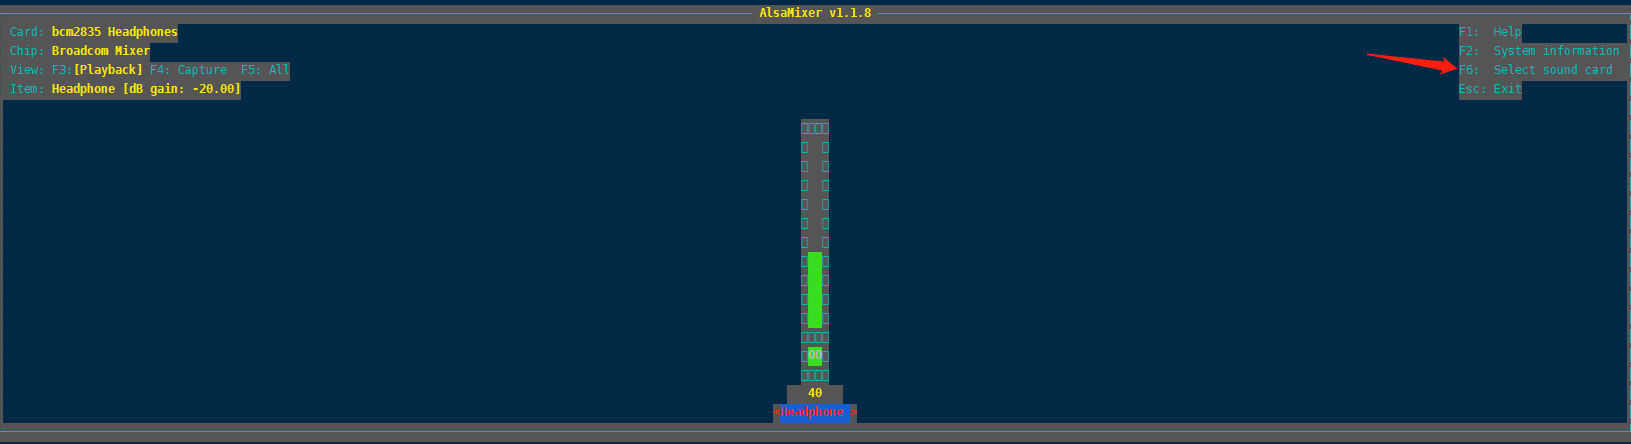 AlsaMixer v1.1.8
Card: bcm2835 Headphones
F1: Help
Chip: Broadcom Mixer
F2: System information
View: F3:[Playback] F4: Capture F5: All
F6: Select sound card
Item: Headphone [dB gain: -20.00]
Esc: Exit
OO
40
<Headphone >